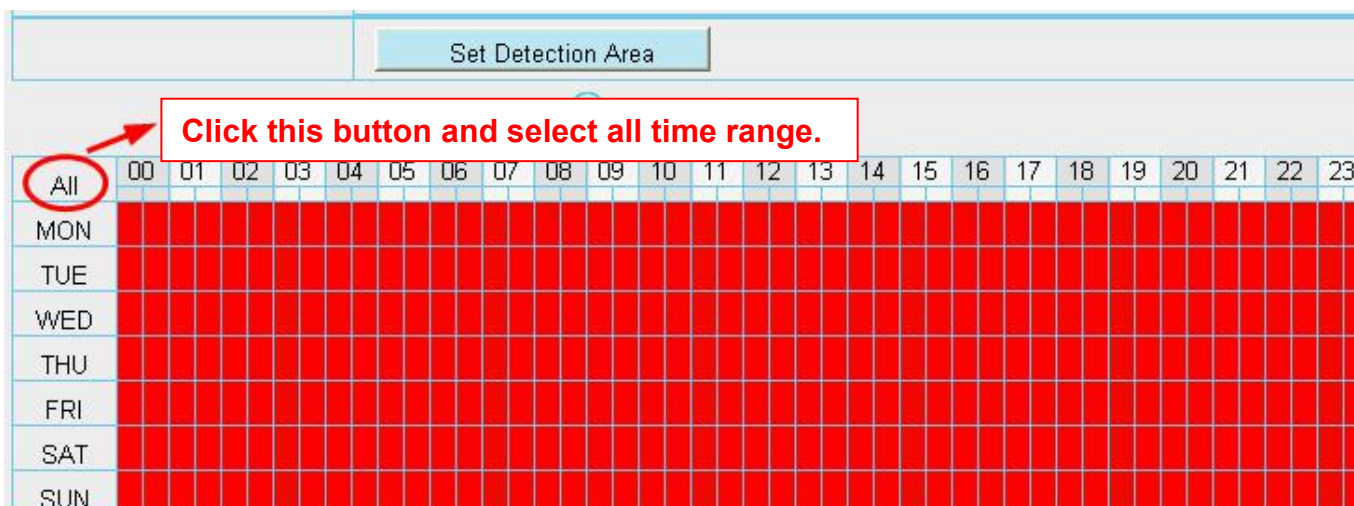 Set Detection Area
Click this button and select all time range.
All 00 01 02 03 04 05 06 07 08 09 10 11 12 13 14 15 16 17 18 19 20 21 22 23
MON
TUE
WED
THU
FRI
SAT
SUN